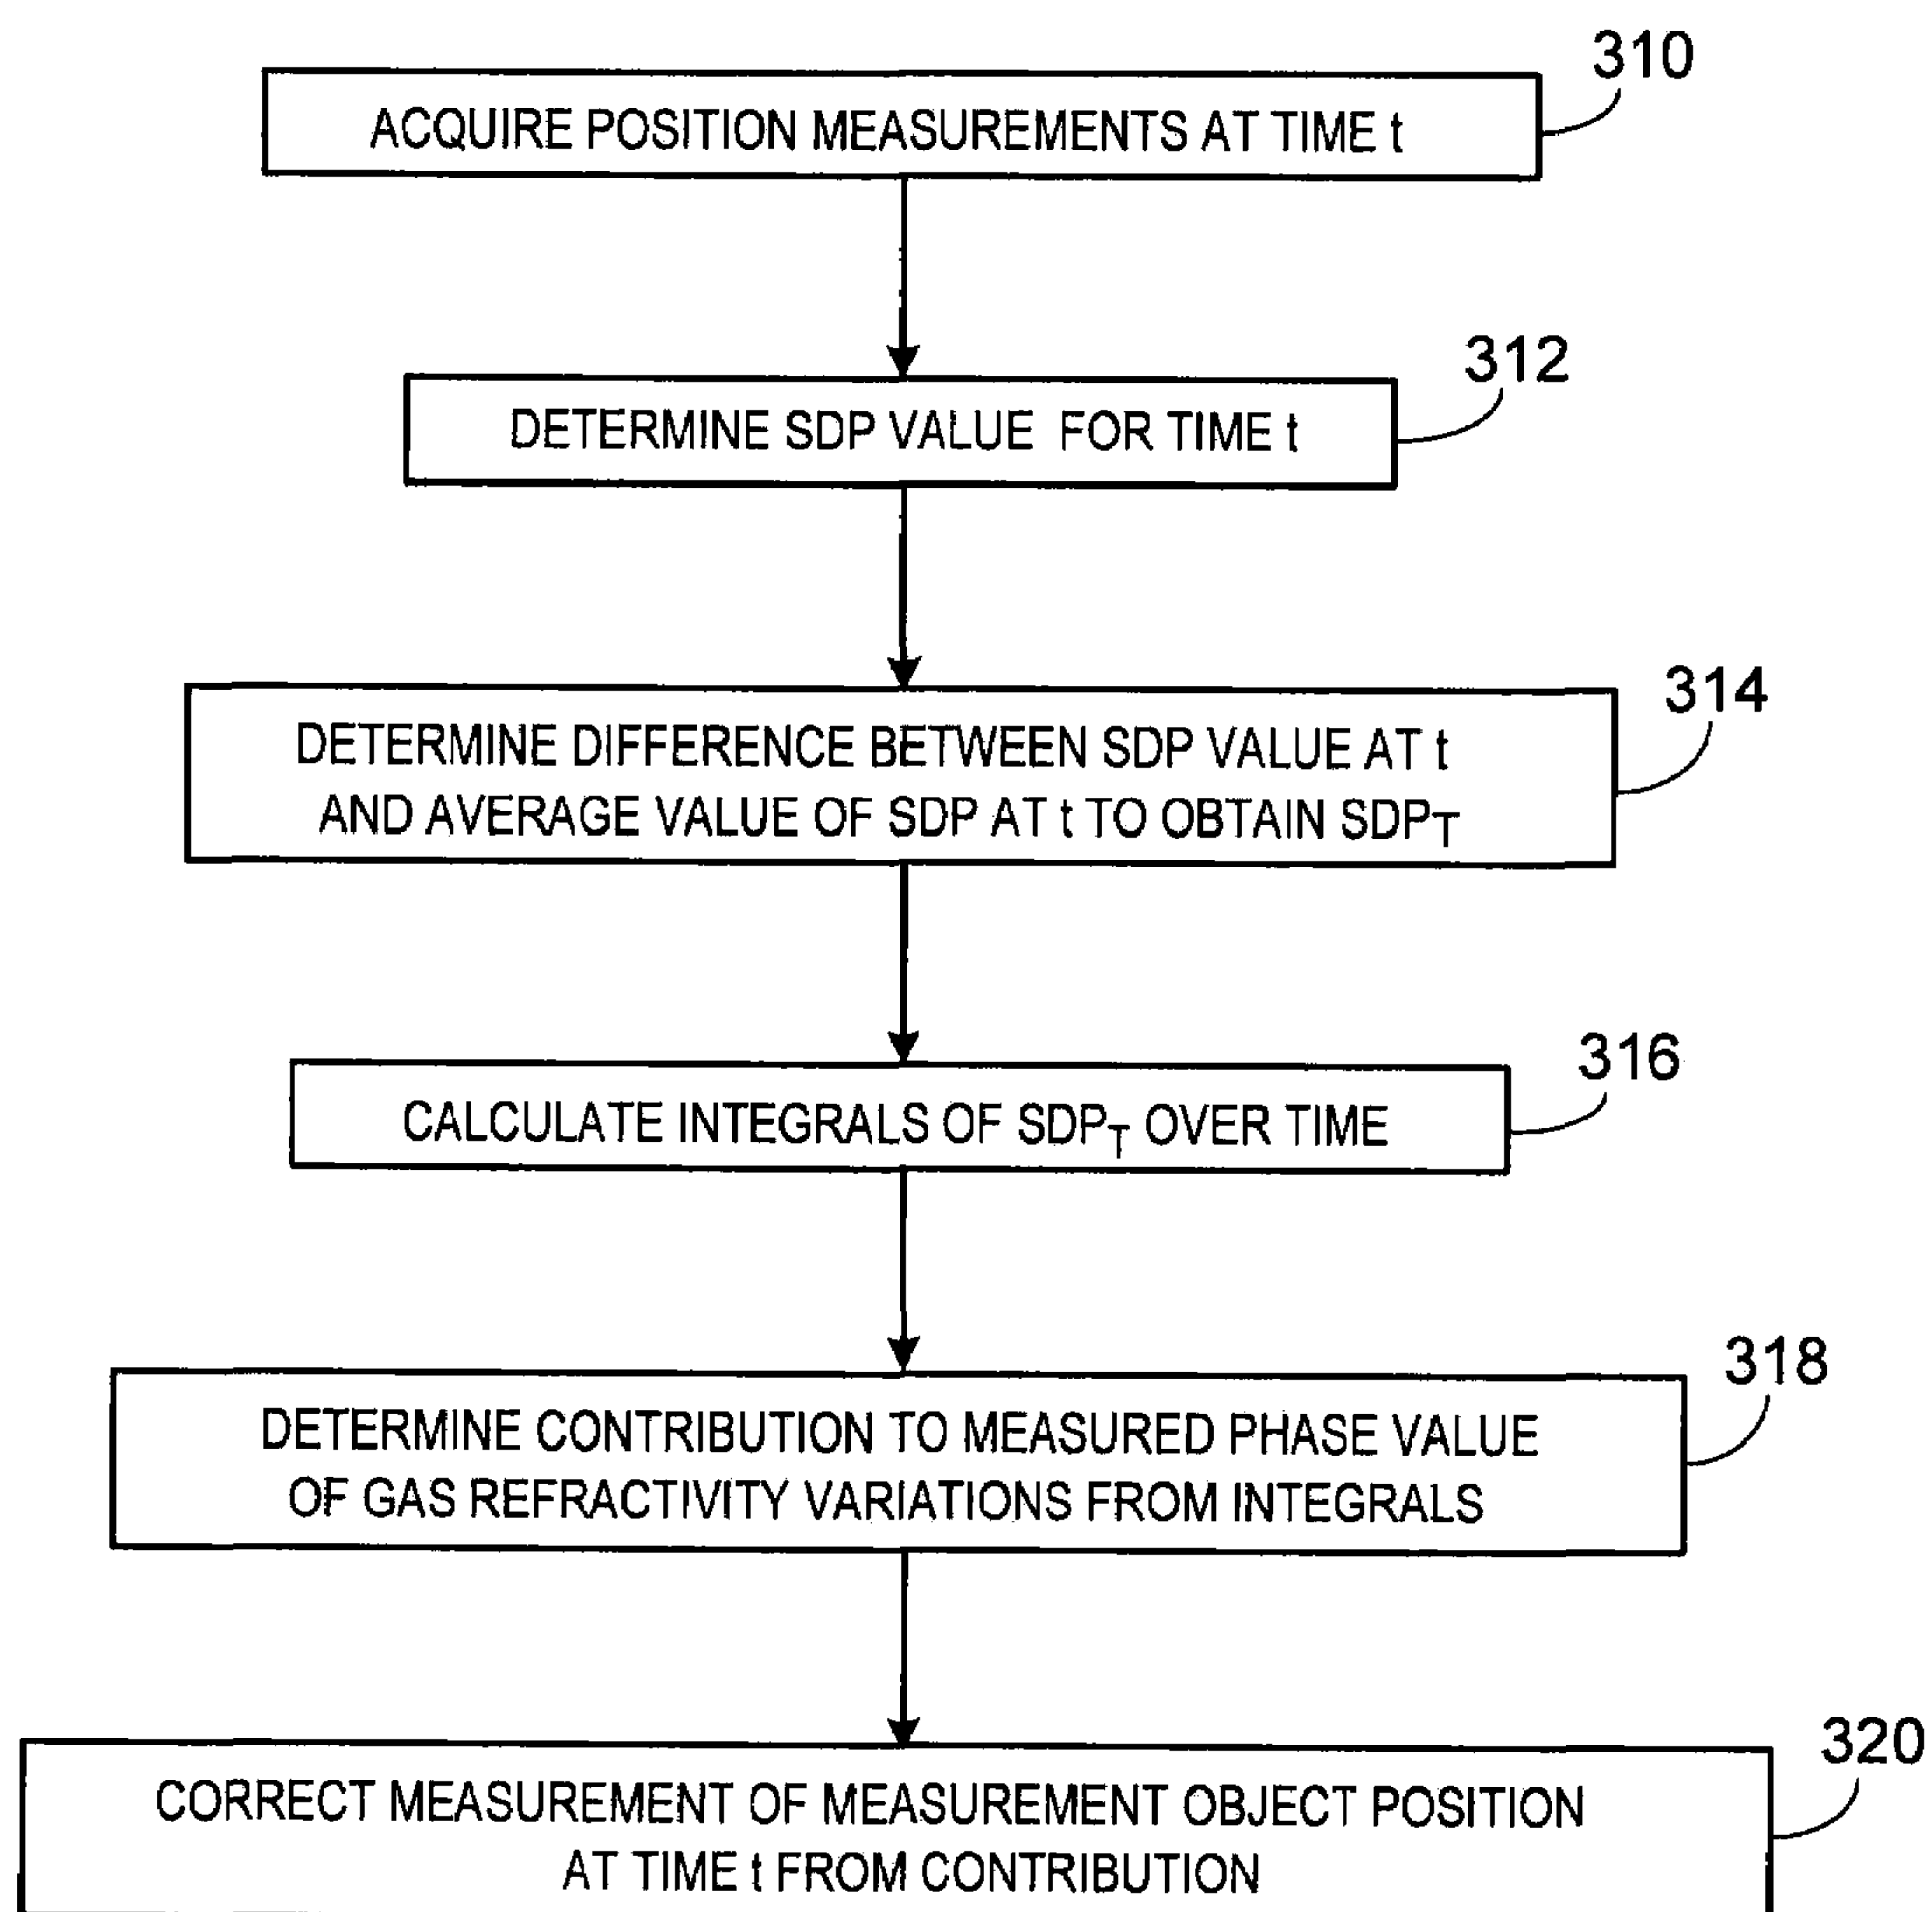 310
ACQUIRE POSITION MEASUREMENTS AT TIME t
312
DETERMINE SDP VALUE FOR TIME t
314
DETERMINE DIFFERENCE BETWEEN SDP VALUE AT t
AND AVERAGE VALUE OF SDP AT t TO OBTAIN SDP_T
316
CALCULATE INTEGRALS OF SDP_T OVER TIME
318
DETERMINE CONTRIBUTION TO MEASURED PHASE VALUE
OF GAS REFRACTIVITY VARIATIONS FROM INTEGRALS
320
CORRECT MEASUREMENT OF MEASUREMENT OBJECT POSITION
AT TIME t FROM CONTRIBUTION